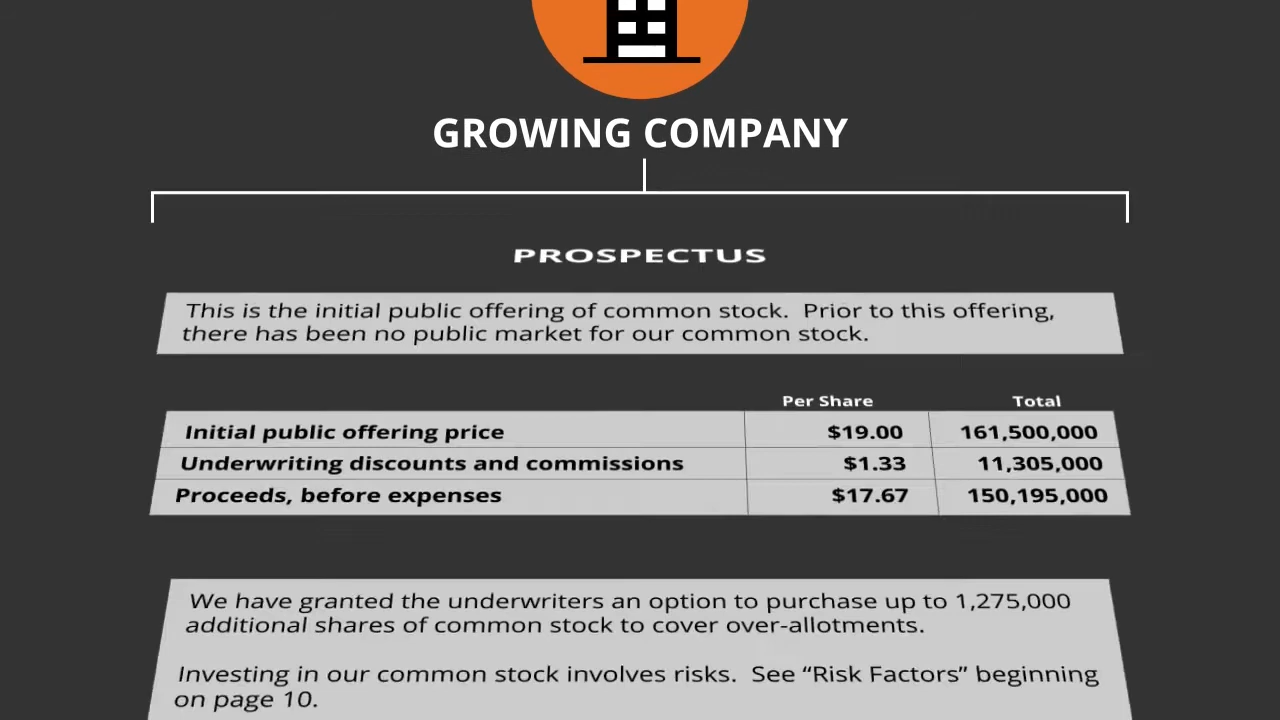 GROWING COMPANY
PROSPECTUS
This is the initial public offering of common stock.  Prior to this offering,
there has been no public market for our common stock.
Per Share Total
Initial public offering price $19.00 161,500,000
Underwriting discounts and commissions $1.33 11,305,000
Proceeds, before expenses $17.67 150,195,000
We have granted the underwriters an option to purchase up to 1,275,000
additional shares of common stock to cover over-allotments.
Investing in our common stock involves risks.  See “Risk Factors” beginning
on page 10.